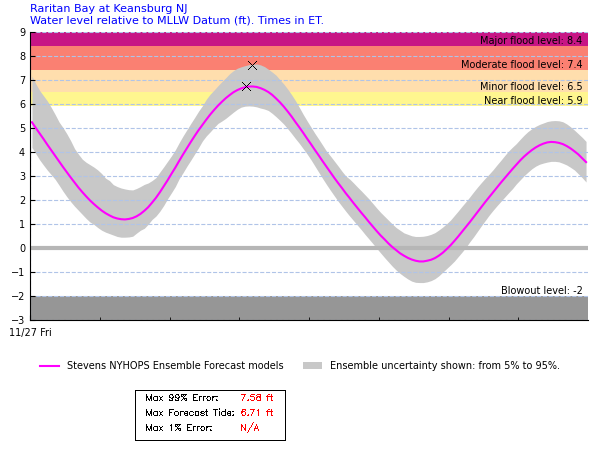 Raritan Bay at Keansburg NJ
Water level relative to MLLW Datum (ft). Times in ET.
9
Major flood level: 8.4
8
Moderate flood level: 7.4
7
Minor flood level: 6.5
6
Near flood level: 5.9
5
4
3
2
1
0
−1
−2
Blowout level: -2
−3
11/27 Fri
Stevens NYHOPS Ensemble Forecast models
Ensemble uncertainty shown: from 5% to 95%.
Max 99% Error: 7.58 ft
Max Forecast Tide: 6.71 ft
Max 1% Error: N/A